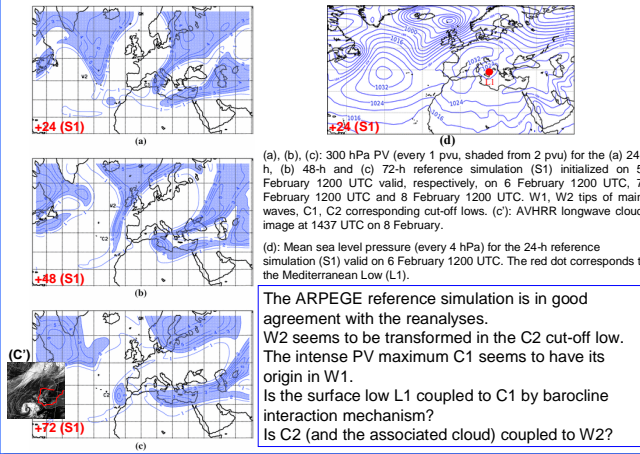 W2
+24 (S1)
(a)
1016
1016
1032
1032
1024
1024
1016
1016
L1
+24 (S1)
(d)
(a), (b), (c): 300 hPa PV (every 1 pvu, shaded from 2 pvu) for the (a) 24-
h, (b) 48-h and (c) 72-h reference simulation (S1) initialized on 5
February 1200 UTC valid, respectively, on 6 February 1200 UTC, 7
February 1200 UTC and 8 February 1200 UTC. W1, W2 tips of main
waves, C1, C2 corresponding cut-off lows. (c'): AVHRR longwave cloud
image at 1437 UTC on 8 February.
(d): Mean sea level pressure (every 4 hPa) for the 24-h reference
simulation (S1) valid on 6 February 1200 UTC. The red dot corresponds t
the Mediterranean Low (L1).
W2
C2
+48 (S1)
(b)
The ARPEGE reference simulation is in good
agreement with the reanalyses.
W2 seems to be transformed in the C2 cut-off low.
The intense PV maximum C1 seems to have its
origin in W1.
Is the surface low L1 coupled to C1 by barocline
interaction mechanism?
Is C2 (and the associated cloud) coupled to W2?
(C')
C2
+72 (S1)
(c)